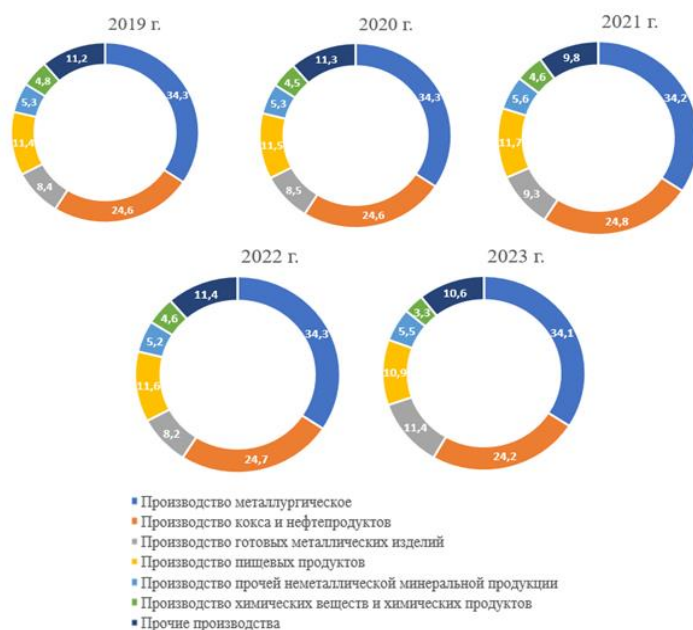 2019 г.
2020 г.
2021 г.
11,2
34,3
24,6
8,4
11,4
5,3
4,8
11,3
34,3
24,6
8,5
11,5
5,3
4,5
9,8
34,2
24,8
9,3
11,7
5,6
4,6
2022 г.
2023 г.
11,4
34,3
24,7
8,2
11,6
5,2
4,6
10,6
34,1
24,2
11,4
10,9
5,5
3,3
Производство металлургическое
Производство кокса и нефтепродуктов
Производство готовых металлических изделий
Производство пищевых продуктов
Производство прочей неметаллической минеральной продукции
Производство химических веществ и химических продуктов
Прочие производства